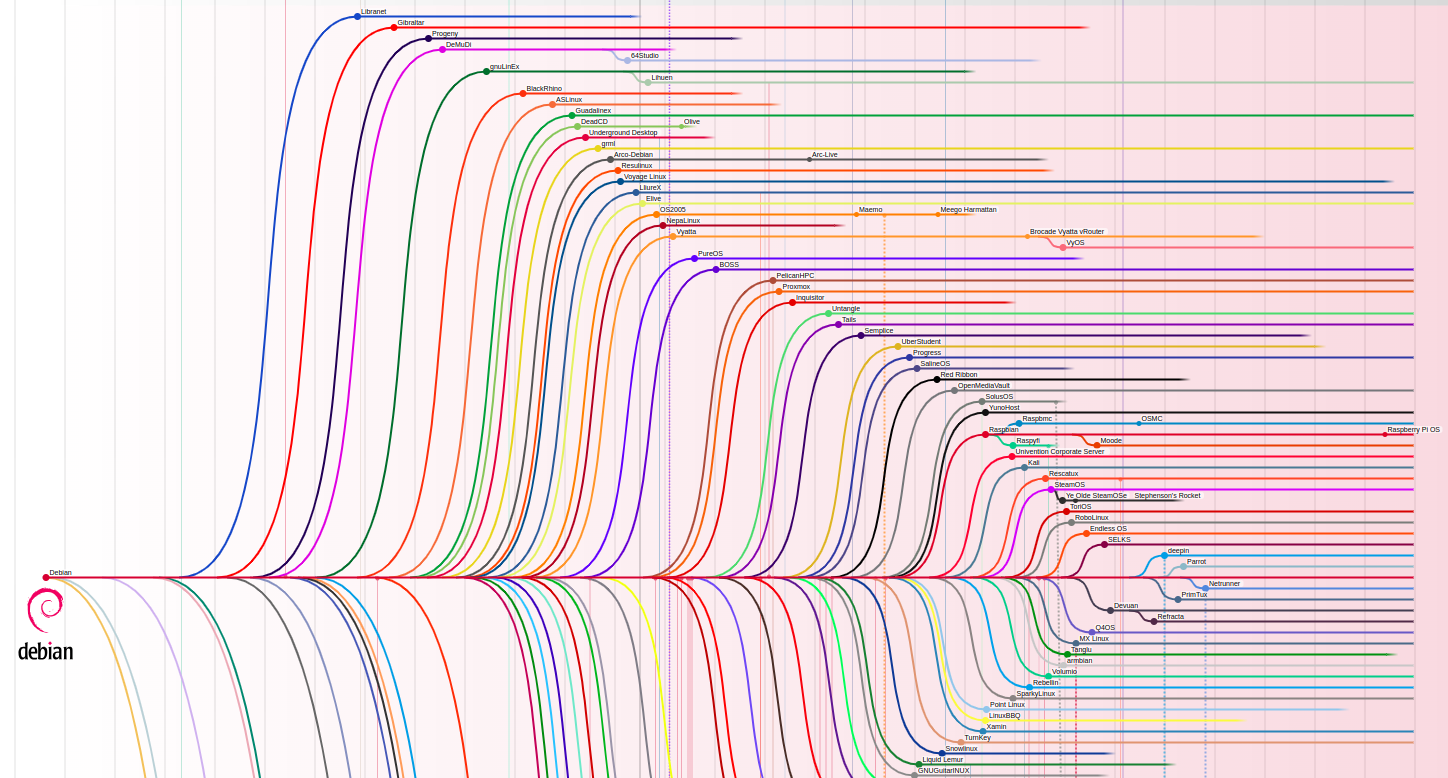 Libranet
Gibraltar
Progeny
DeMuDi
64Studio
gnuLinEx
Lihuen
BlackRhino
ASLinux
Guadalinex
DeadCD
Olive
Underground Desktop
grml
Arco-Debian
Arc-Live
Resulinux
Voyage Linux
LliureX
Elive
OS2005
Maemo
Meego Harmattan
NepaLinux
Vyatta
Brocade Vyatta vRouter
VyOS
PureOS
BOSS
PelicanHPC
Proxmox
Inquisitor
Untangle
Tails
Semplice
UberStudent
Progress
SalineOS
Red Ribbon
OpenMediaVault
SolusOS
YunoHost
Raspbmc
OSMC
Raspbian
Raspberry Pi OS
Raspyfi
Moode
Univention Corporate Server
Kali
Rescatux
SteamOS
Ye Olde SteamOSe
Stephenson's Rocket
ToriOS
RoboLinux
Endless OS
SELKS
deepin
Parrot
Debian
Netrunner
PrimTux
Devuan
Refracta
Q4OS
MX Linux
debian
Tanglu
armbian
Volumio
Rebellin
SparkyLinux
Point Linux
LinuxBBQ
Xamin
TurnKey
Snowlinux
Liquid Lemur
GNUGuitarINUX